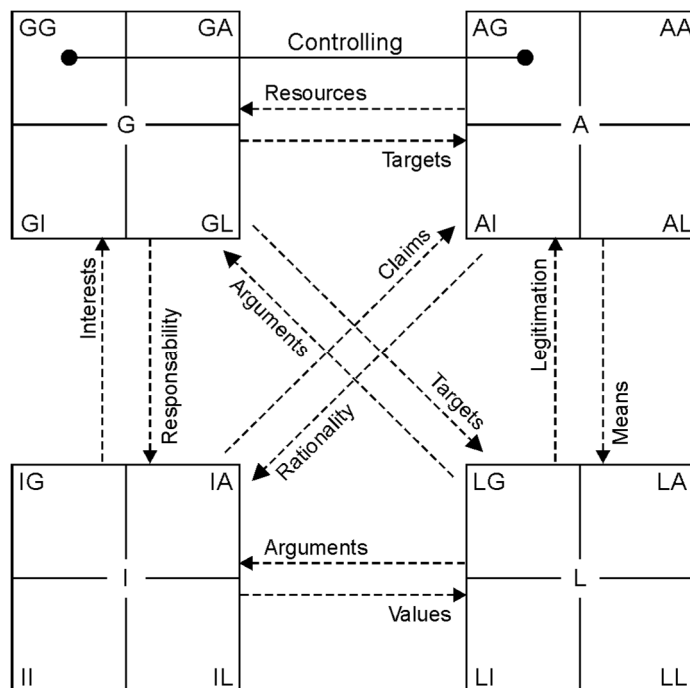 GG GA AG AA
Controlling
Resources
G A
Targets
GI GL AI AL
Interests
Responsability
Arguments
Claims
Legitimation
Means
Rationality
Targets
IG IA LG LA
Arguments
I L
Values
II IL LI LL